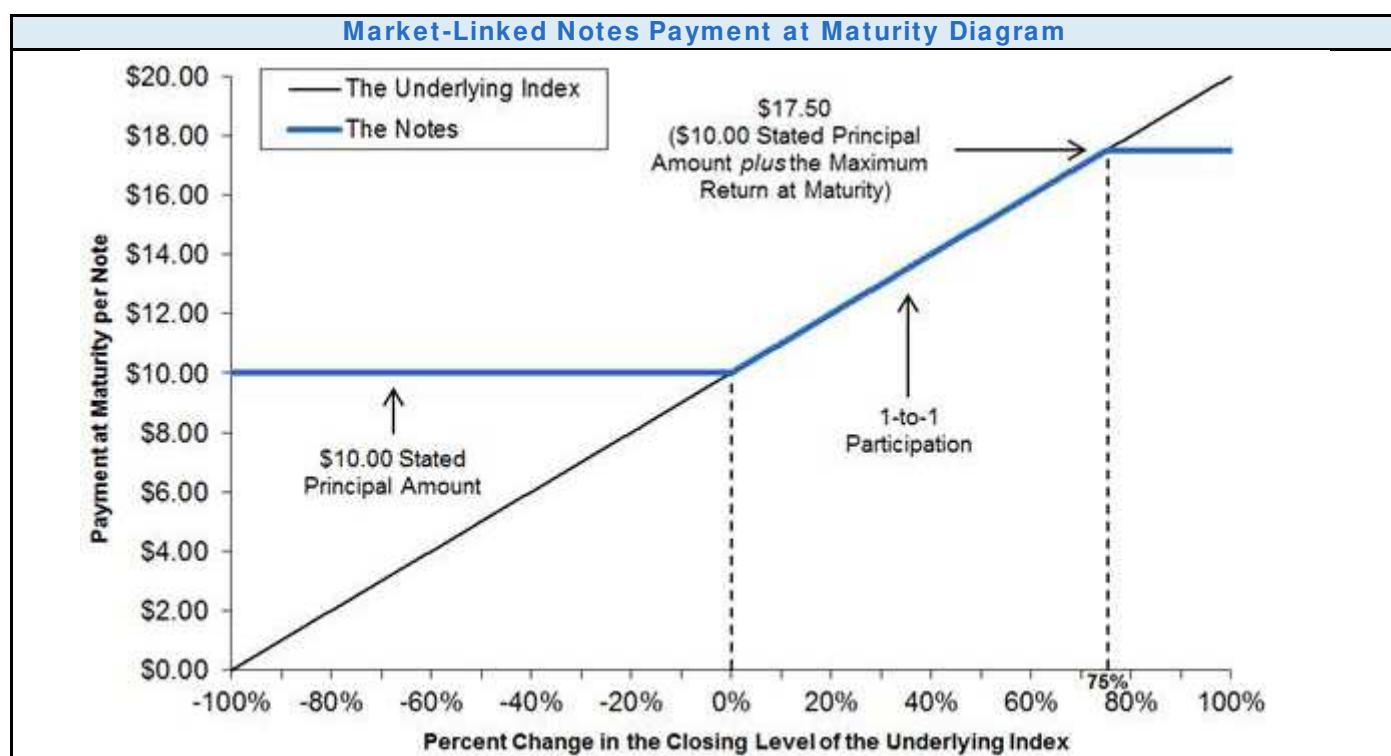 Market-Linked Notes Payment at Maturity Diagram
$20.00
$18.00
$16.00
$14.00
$12.00
$10.00
$8.00
$6.00
$4.00
$2.00
$0.00
Payment at Maturity per Note
The Underlying Index
The Notes
$17.50
($10.00 Stated Principal
Amount plus the Maximum
Return at Maturity)
$10.00 Stated
Principal Amount
1-to-1
Participation
75%
-100% -80% -60% -40% -20% 0% 20% 40% 60% 80% 100%
Percent Change in the Closing Level of the Underlying Index